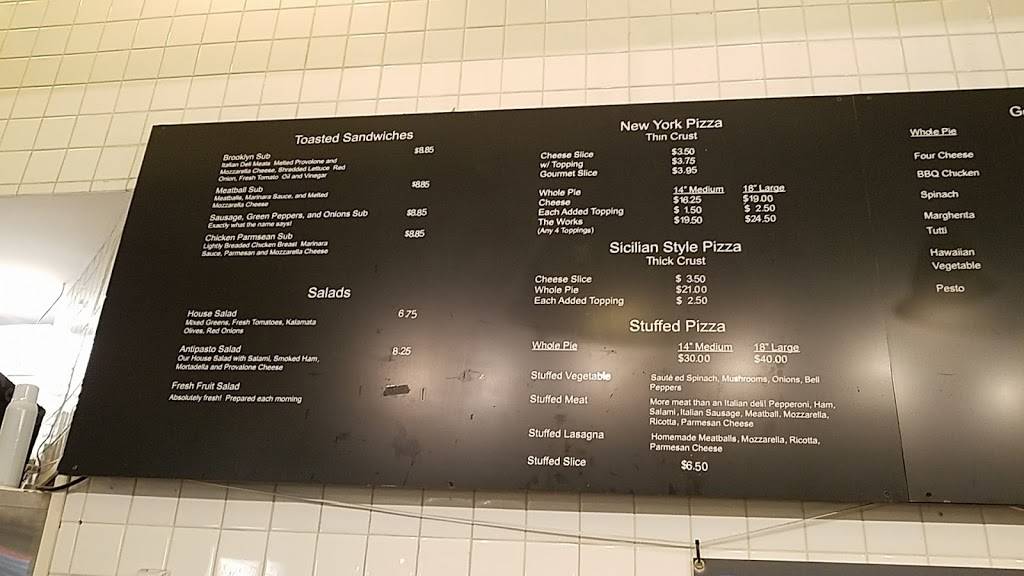 Toasted Sandwiches
Brooklyn Sub $8.85
Italian Deli Meats Melted Provolone and
Mozzarella Cheese, Shredded Lettuce Red
Onion, Fresh Tomato Oil and Vinegar
Meatball Sub $8.85
Meatballs, Marinara Sauce, and Melted
Mozzarella Cheese
Sausage, Green Peppers, and Onions Sub $8.85
Exactly what the name says!
Chicken Parmsean Sub $8.85
Lightly Breaded Chicken Breast Marinara
Sauce, Parmesan and Mozzarella Cheese
Salads
House Salad 6.75
Mixed Greens, Fresh Tomatoes, Kalamata
Olives, Red Onions
Antipasto Salad 8.25
Our House Salad with Salami, Smoked Ham,
Mortadella and Provalone Cheese
Fresh Fruit Salad
Absolutely fresh! Prepared each morning
New York Pizza
Thin Crust
Cheese Slice $3.50
w/ Topping $3.75
Gourmet Slice $3.95
Whole Pie 14" Medium 18" Large
Cheese $16.25 $19.00
Each Added Topping $ 1.50 $ 2.50
The Works $19.50 $24.50
(Any 4 Toppings)
Sicilian Style Pizza
Thick Crust
Cheese Slice $ 3.50
Whole Pie $21.00
Each Added Topping $ 2.50
Stuffed Pizza
Whole Pie 14" Medium 18" Large
$30.00 $40.00
Stuffed Vegetable Sauté ed Spinach, Mushrooms, Onions, Bell
Peppers
Stuffed Meat More meat than an Italian deli! Pepperoni, Ham,
Salami, Italian Sausage, Meatball, Mozzarella,
Ricotta, Parmesan Cheese
Stuffed Lasagna Homemade Meatballs, Mozzarella, Ricotta,
Parmesan Cheese
Stuffed Slice $6.50
Whole Pie
Four Cheese
BBQ Chicken
Spinach
Margherita
Tutti
Hawaiian
Vegetable
Pesto